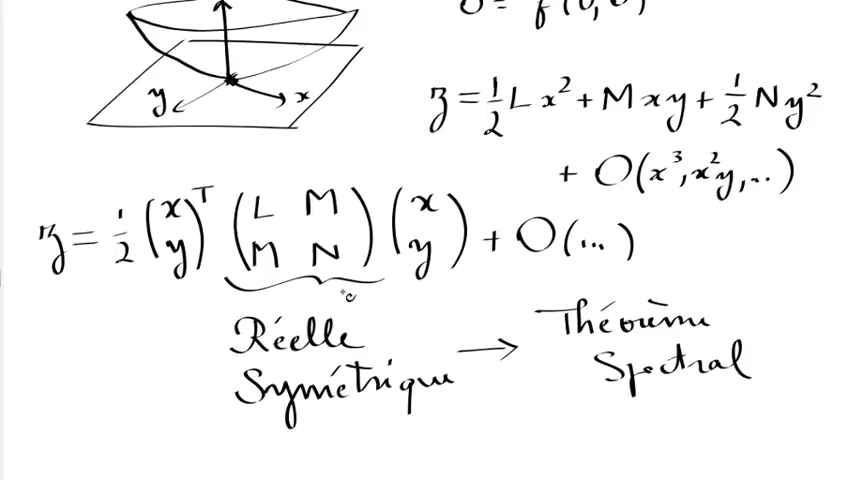 0 = f(0,0)
z = 1/2 L x² + M x y + 1/2 N y²
+ O(x³, x²y, ..)
y x
z = 1/2 (x y)ᵀ (L M M N) (x y) + O(...)
Réelle
Symétrique → Théorème
Spectral